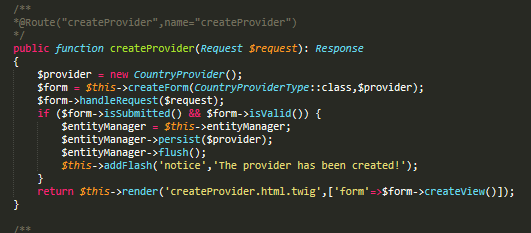 /**
*@Route("createProvider",name="createProvider")
*/
public function createProvider(Request $request): Response
{
$provider = new CountryProvider();
$form = $this->createForm(CountryProviderType::class,$provider);
$form->handleRequest($request);
if ($form->isSubmitted() && $form->isValid()) {
$entityManager = $this->entityManager;
$entityManager->persist($provider);
$entityManager->flush();
$this->addFlash('notice','The provider has been created!');
}
return $this->render('createProvider.html.twig',['form'=>$form->createView()]);
}
/**